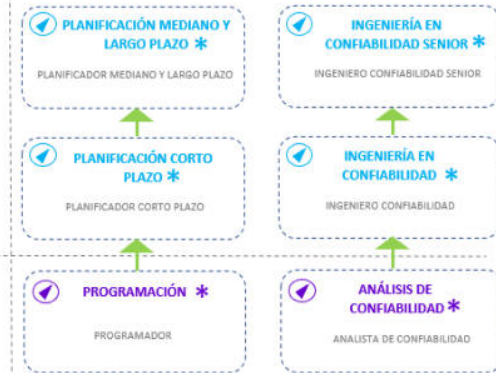 PLANIFICACIÓN MEDIANO Y
LARGO PLAZO *
PLANIFICADOR MEDIANO Y LARGO PLAZO
INGENIERÍA EN
CONFIABILIDAD SENIOR *
INGENIERO CONFIABILIDAD SENIOR
PLANIFICACIÓN CORTO
PLAZO *
PLANIFICADOR CORTO PLAZO
INGENIERÍA EN
CONFIABILIDAD *
INGENIERO CONFIABILIDAD
PROGRAMACIÓN *
PROGRAMADOR
ANÁLISIS DE
CONFIABILIDAD *
ANALISTA DE CONFIABILIDAD